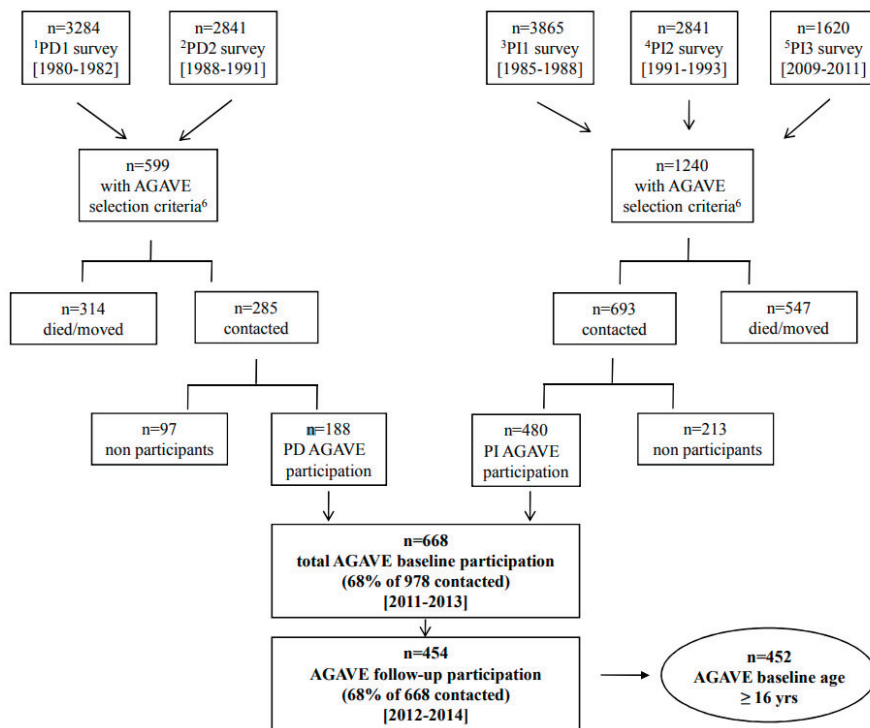 n=3284
¹PD1 survey
[1980-1982]
n=2841
²PD2 survey
[1988-1991]
n=3865
³PI1 survey
[1985-1988]
n=2841
⁴PI2 survey
[1991-1993]
n=1620
⁵PI3 survey
[2009-2011]
n=599
with AGAVE
selection criteria⁶
n=1240
with AGAVE
selection criteria⁶
n=314
died/moved
n=285
contacted
n=693
contacted
n=547
died/moved
n=97
non participants
n=188
PD AGAVE
participation
n=480
PI AGAVE
participation
n=213
non participants
n=668
total AGAVE baseline participation
(68% of 978 contacted)
[2011-2013]
n=454
AGAVE follow-up participation
(68% of 668 contacted)
[2012-2014]
n=452
AGAVE baseline age
≥ 16 yrs